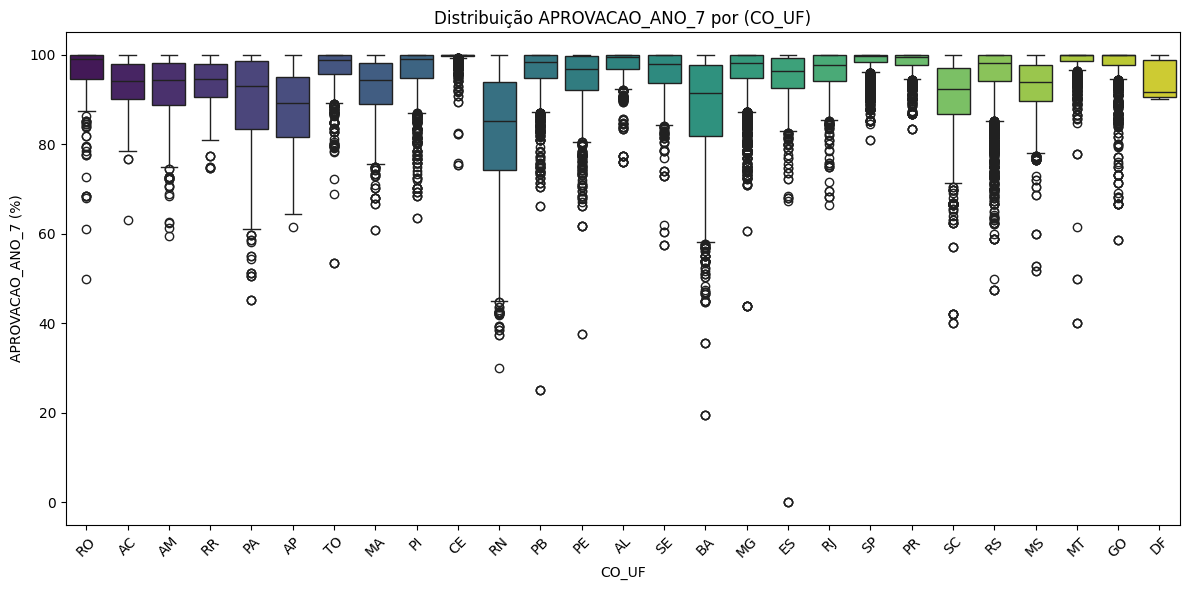 Distribuição APROVACAO_ANO_7 por (CO_UF)
APROVACAO_ANO_7 (%)
100
80
60
40
20
0
RO AC AM RR PA AP TO MA PI CE RN PB PE AL SE BA MG ES RJ SP PR SC RS MS MT GO DF
CO_UF